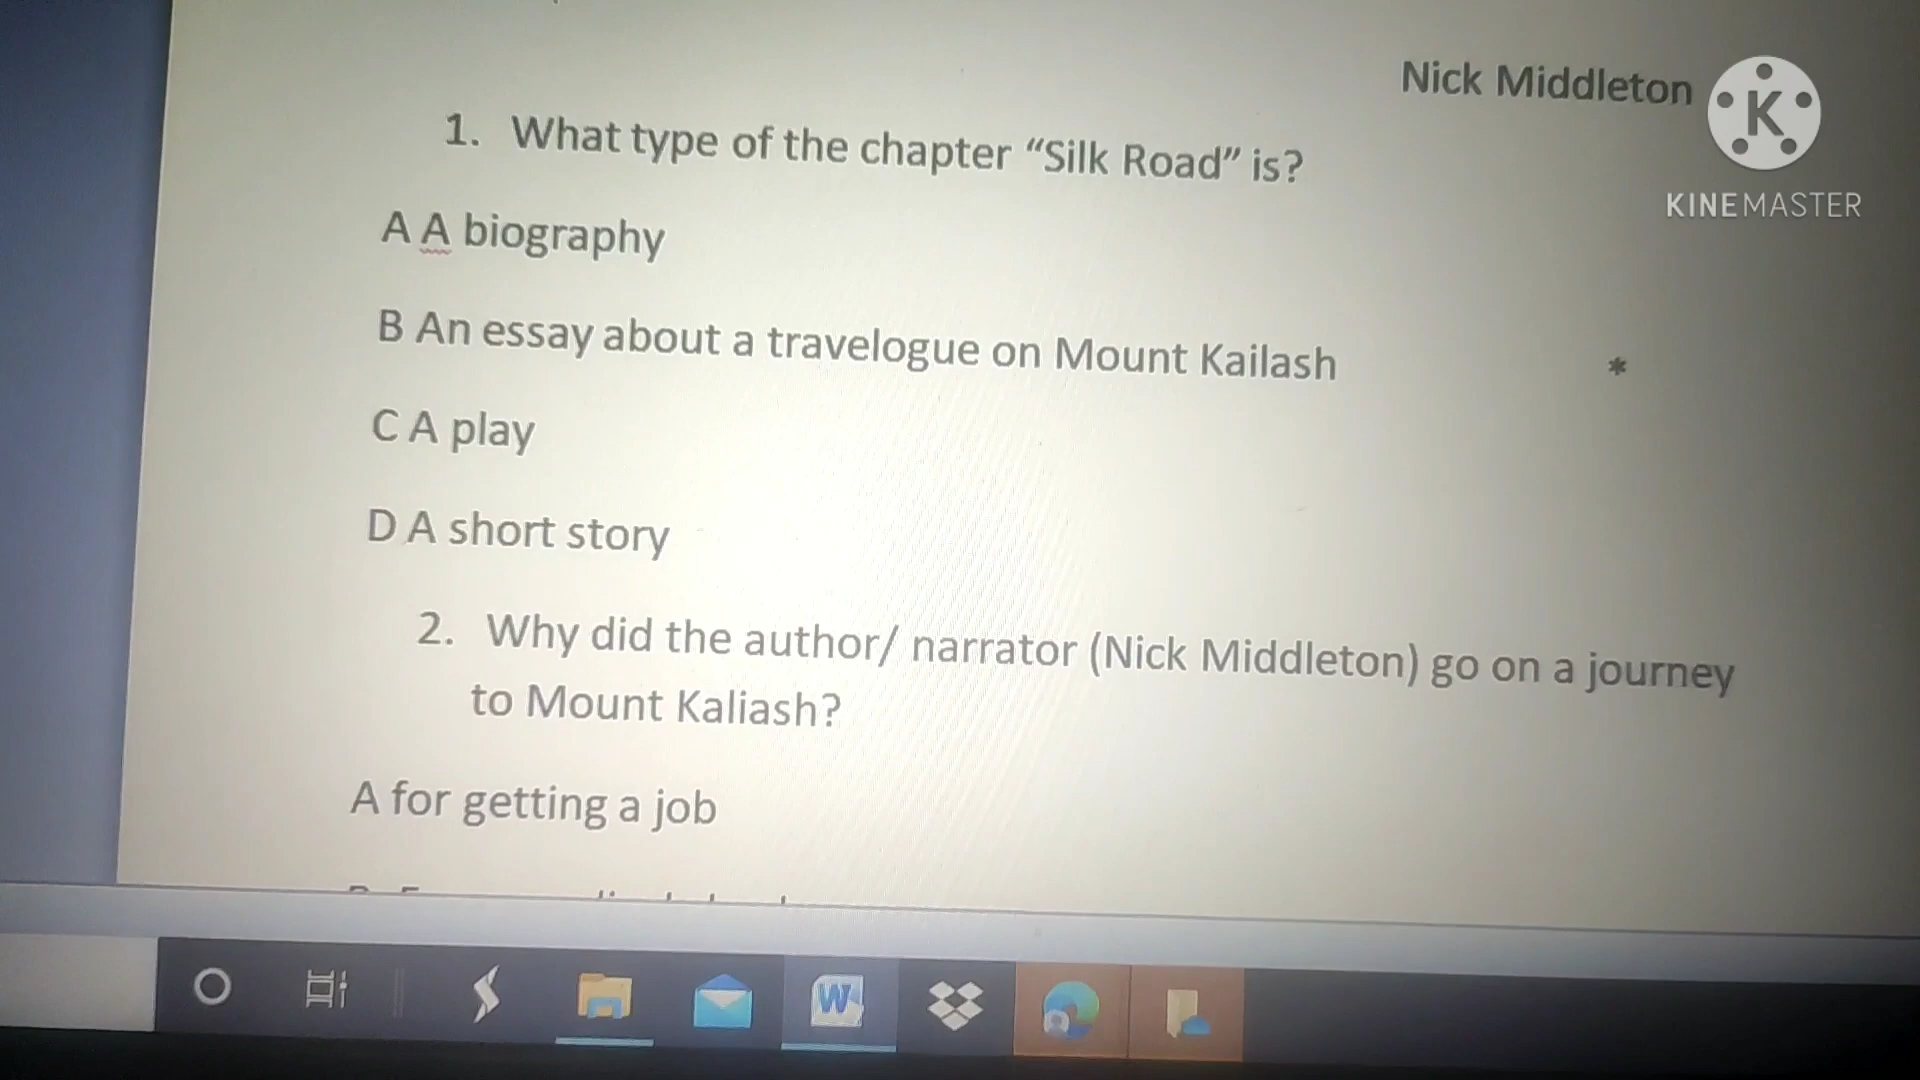 Nick Middleton
KINEMASTER
1. What type of the chapter “Silk Road” is?
A A biography
B An essay about a travelogue on Mount Kailash *
C A play
D A short story
2. Why did the author/ narrator (Nick Middleton) go on a journey
to Mount Kaliash?
A for getting a job